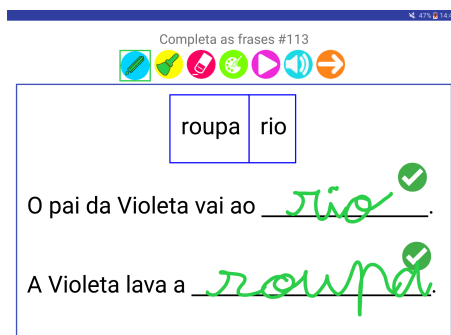 47% 14:4
Completa as frases #113
roupa rio
O pai da Violeta vai ao rio.
A Violeta lava a roupa.